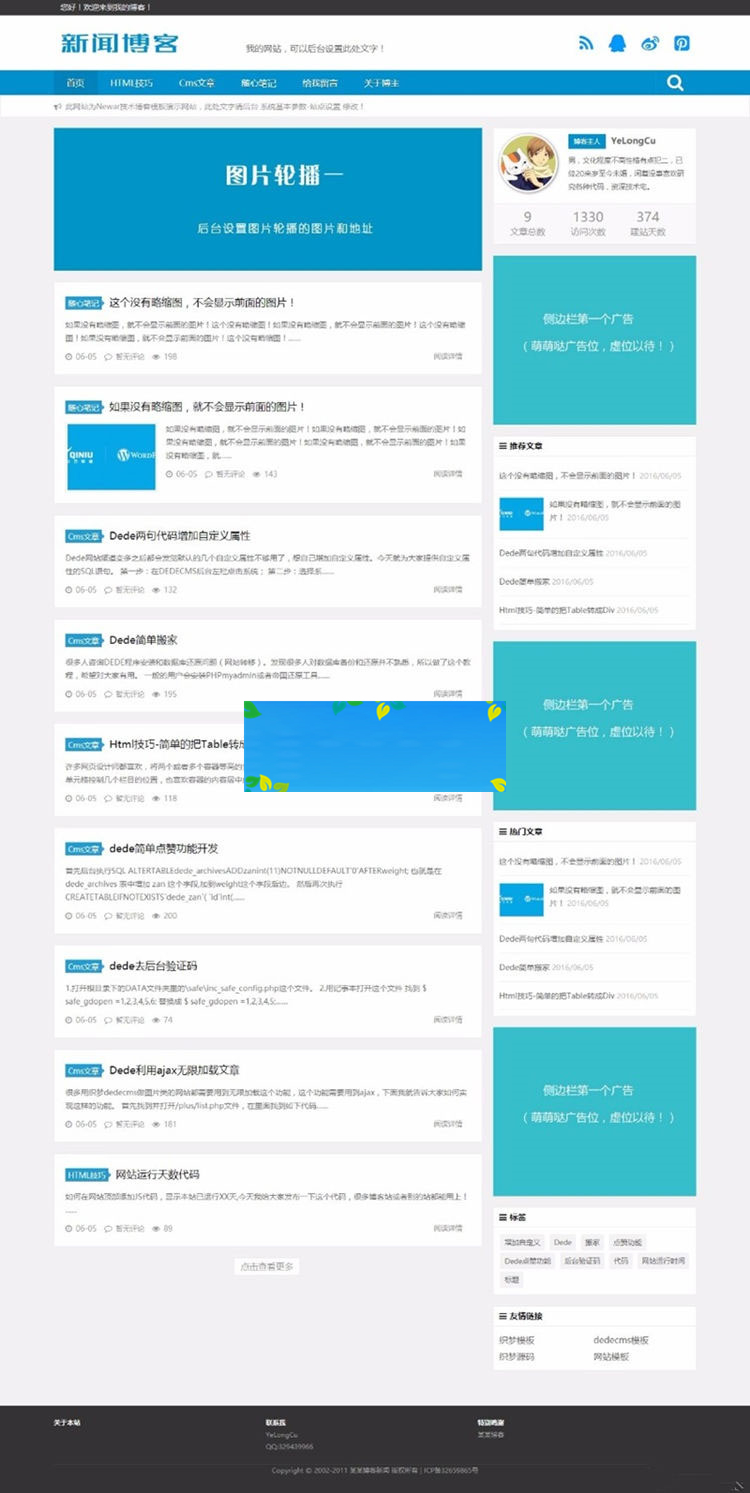 您好！欢迎来到我的博客！
新闻博客
我的网站，可以后台设置此处文字！
首页 HTML技巧 Cms文章 随心笔记 给我留言 关于博主
此网站为Newar技术博客模板演示网站，此处文字请后台 系统基本参数-站点设置 修改！
图片轮播一
后台设置图片轮播的图片和地址
博客主人 YeLongCu
男，文化程度不高性格有点犯二，已
经20来岁至今未婚，闲着没事喜欢研
究各种代码，资深技术宅。
9 1330 374
文章总数 访问次数 建站天数
侧边栏第一个广告
（萌萌哒广告位，虚位以待！）
随心笔记 这个没有略缩图，不会显示前面的图片！
如果没有略缩图，就不会显示前面的图片！这个没有略缩图！如果没有略缩图，就不会显示前面的图片！这个没有略缩
图！如果没有略缩图，就不会显示前面的图片！这个没有略缩图！......
06-05 暂无评论 198 阅读详情
随心笔记 如果没有略缩图，就不会显示前面的图片！
QINIU WORDP
如果没有略缩图，就不会显示前面的图片！如果没有略缩图，就不会显示前面的图片！如
果没有略缩图，就不会显示前面的图片！如果没有略缩图，就不会显示前面的图片！如果
没有略缩图，就......
06-05 暂无评论 143 阅读详情
Cms文章 Dede两句代码增加自定义属性
Dede网站频道变多之后都会发觉默认的几个自定义属性不够用了，想自己增加自定义属性。今天就为大家提供自定义属
性的SQL语句。 第一步：在DEDECMS后台左栏点击系统； 第二步：选择系......
06-05 暂无评论 132 阅读详情
Cms文章 Dede简单搬家
很多人咨询DEDE程序安装和数据库还原问题（网站转移）。发现很多人对数据库备份和还原并不熟悉，所以做了这个教
程，希望对大家有用。 一般的用户会安装PHPmyadmin或者帝国还原工具......
06-05 暂无评论 195 阅读详情
Cms文章 Html技巧-简单的把Table转成
许多网页设计师都喜欢，将两个或者多个容器等高的
单元格控制几个栏目的位置，也喜欢容器的内容居中
06-05 暂无评论 118 阅读详情
Cms文章 dede简单点赞功能开发
首先后台执行SQL ALTERTABLEdede_archivesADDzanint(11)NOTNULLDEFAULT'0'AFTERweight; 也就是在
dede_archives 表中增加 zan 这个字段,加到weight这个字段后边。 然后再次执行
CREATETABLEIFNOTEXISTS`dede_zan`( `id`int(......
06-05 暂无评论 200 阅读详情
Cms文章 dede去后台验证码
1.打开根目录下的DATA文件夹里的\safe\inc_safe_config.php这个文件。 2.用记事本打开这个文件 找到 $
safe_gdopen =1,2,3,4,5,6; 替换成 $ safe_gdopen =1,2,3,4,5;......
06-05 暂无评论 74 阅读详情
Cms文章 Dede利用ajax无限加载文章
很多用织梦dedecms做图片类的网站都需要用到无限加载这个功能，这个功能需要用到ajax，下面我就告诉大家如何实
现这样的功能。 首先找到并打开/plus/list.php文件，在里面找到如下代码......
06-05 暂无评论 181 阅读详情
HTML技巧 网站运行天数代码
如何在网站顶部添加JS代码，显示本站已运行XX天,今天我给大家发布一下这个代码，很多博客站或者别的站都能用上！
......
06-05 暂无评论 89 阅读详情
点击查看更多
推荐文章
这个没有略缩图，不会显示前面的图片！ 2016/06/05
如果没有略缩图，就不会显示前面的图
片！ 2016/06/05
Dede两句代码增加自定义属性 2016/06/05
Dede简单搬家 2016/06/05
Html技巧-简单的把Table转成Div 2016/06/05
侧边栏第一个广告
（萌萌哒广告位，虚位以待！）
热门文章
这个没有略缩图，不会显示前面的图片！ 2016/06/05
如果没有略缩图，就不会显示前面的图
片！ 2016/06/05
Dede两句代码增加自定义属性 2016/06/05
Dede简单搬家 2016/06/05
Html技巧-简单的把Table转成Div 2016/06/05
侧边栏第一个广告
（萌萌哒广告位，虚位以待！）
标签
增加自定义 Dede 搬家 点赞功能
Dede点赞功能 后台验证码 代码 网站运行时间
标题
友情链接
织梦模板 dedecms模板
织梦源码 网站模板
关于本站 联系我 特别鸣谢
YeLongCu 某某博客
QQ:329439966
Copyright © 2002-2011 某某博客新闻 版权所有 | ICP备32659865号